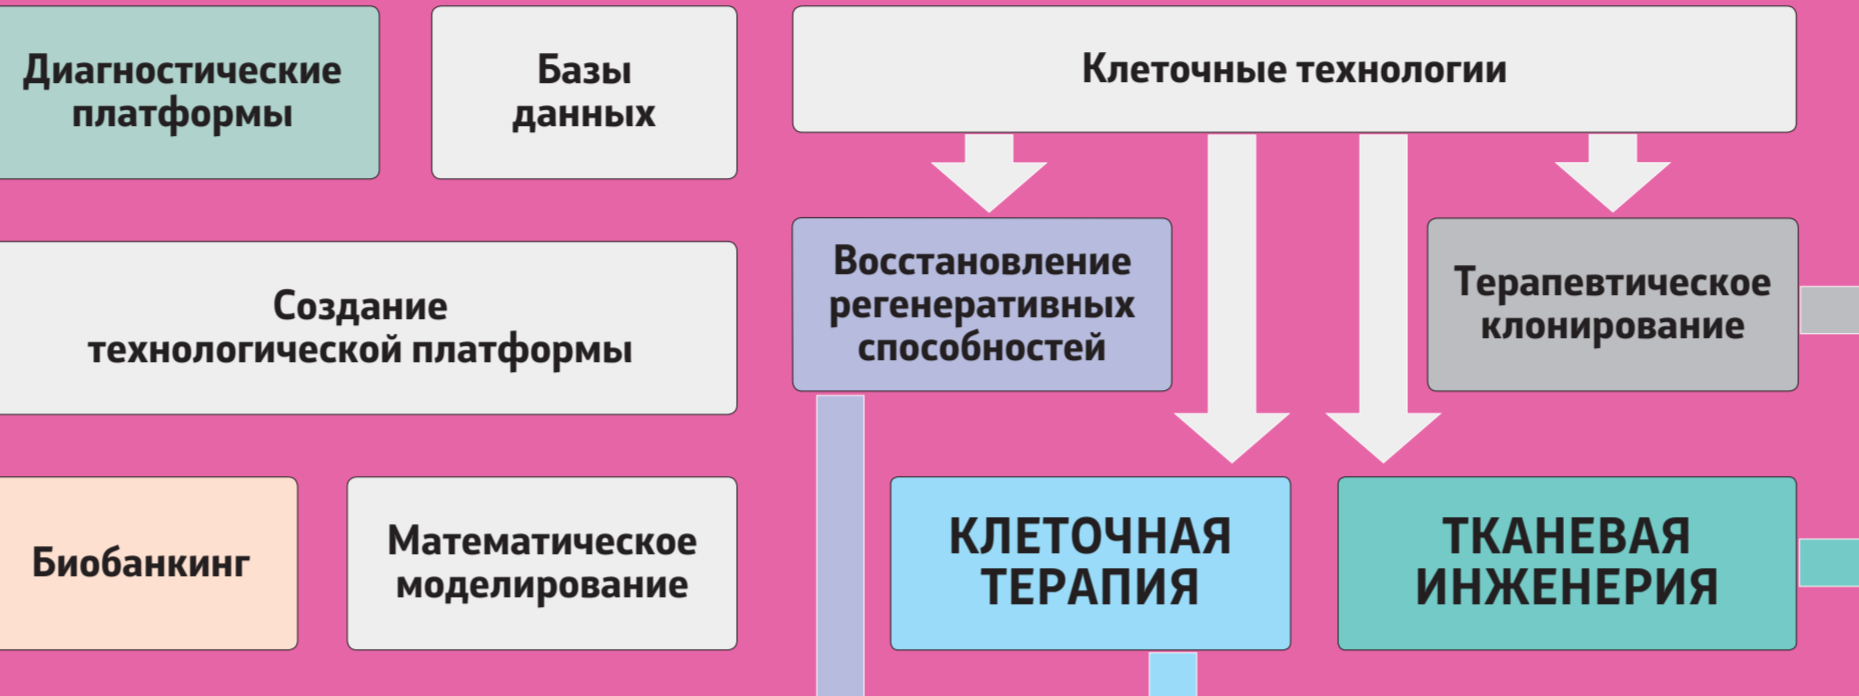 Диагностические
платформы
Базы
данных
Клеточные технологии
Создание
технологической платформы
Восстановление
регенеративных
способностей
Терапевтическое
клонирование
Биобанкинг
Математическое
моделирование
КЛЕТОЧНАЯ
ТЕРАПИЯ
ТКАНЕВАЯ
ИНЖЕНЕРИЯ